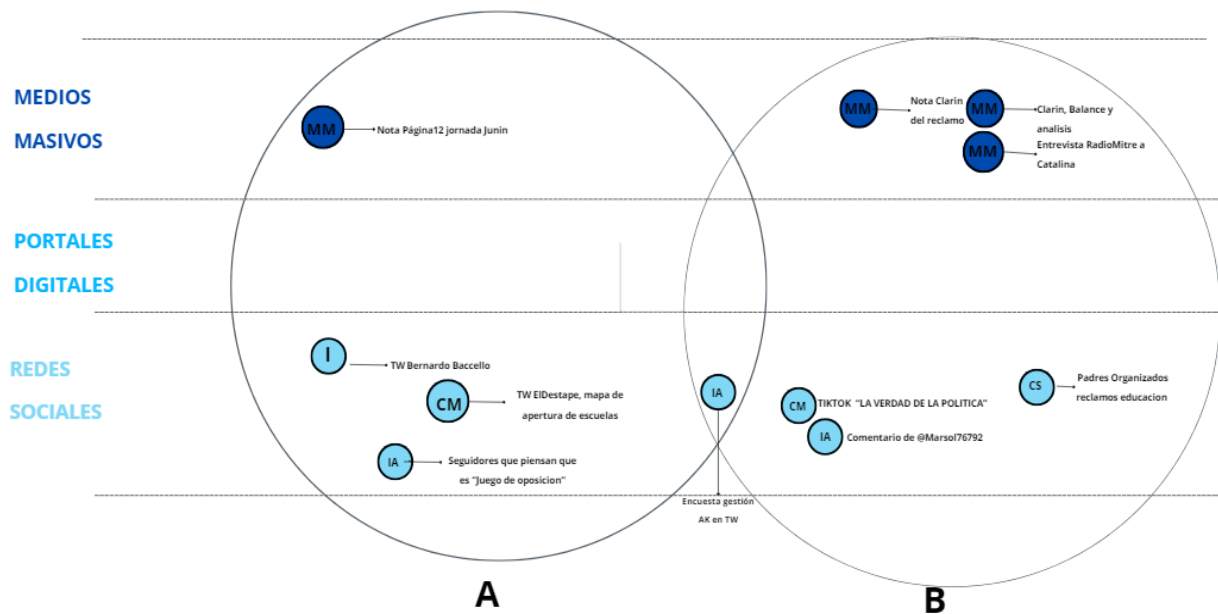 MEDIOS
MASIVOS
MM
Nota Página12 jornada Junin
MM
Nota Clarin
del reclamo
MM
Clarin, Balance y
analisis
MM
Entrevista RadioMitre a
Catalina
PORTALES
DIGITALES
REDES
SOCIALES
I
TW Bernardo Baccello
CM
TW ElDestape, mapa de
apertura de escuelas
IA
Seguidores que piensan que
es "Juego de oposicion"
IA
Encuesta gestión
AK en TW
CM
TIKTOK "LA VERDAD DE LA POLITICA"
IA
Comentario de @Marsol76792
CS
Padres Organizados
reclamos educacion
A
B